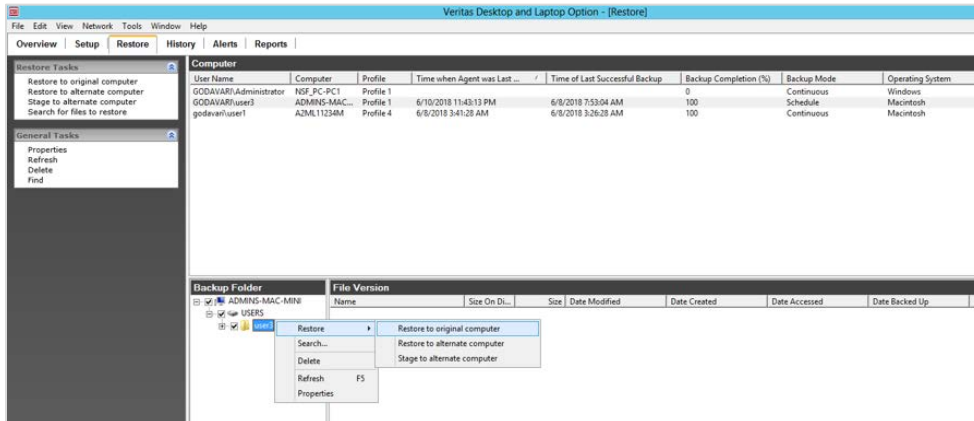 Veritas Desktop and Laptop Option - [Restore]
File Edit View Network Tools Window Help
Overview Setup Restore History Alerts Reports
Restore Tasks
Restore to original computer
Restore to alternate computer
Stage to alternate computer
Search for files to restore
General Tasks
Properties
Refresh
Delete
Find
Computer
User Name Computer Profile Time when Agent was Last ... / Time of Last Successful Backup Backup Completion (%) Backup Mode Operating System
GODAVARI\Administrator NSF_PC-PC1 Profile 1 0 Continuous Windows
GODAVARI\user3 ADMINS-MAC... Profile 1 6/10/2018 11:43:13 PM 6/8/2018 7:53:04 AM 100 Schedule Macintosh
godavari\user1 A2ML11234M Profile 4 6/8/2018 3:41:28 AM 6/8/2018 3:26:28 AM 100 Continuous Macintosh
Backup Folder
ADMINS-MAC-MINI
USERS
user3
File Version
Name Size On Di... Size Date Modified Date Created Date Accessed Date Backed Up
Restore
Search...
Delete
Refresh F5
Properties
Restore to original computer
Restore to alternate computer
Stage to alternate computer